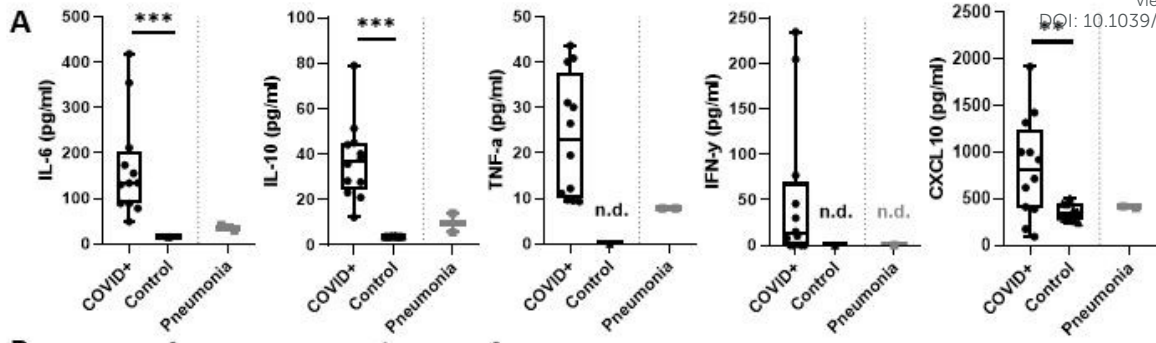 vie
DOI: 10.1039/
A
IL-6 (pg/ml)
500
400
300
200
100
0
***
COVID+
Control
Pneumonia
IL-10 (pg/ml)
100
80
60
40
20
0
***
COVID+
Control
Pneumonia
TNF-a (pg/ml)
50
40
30
20
10
0
n.d.
COVID+
Control
Pneumonia
IFN-y (pg/ml)
250
200
150
100
50
0
n.d.
n.d.
COVID+
Control
Pneumonia
CXCL10 (pg/ml)
2500
2000
1500
1000
500
0
**
COVID+
Control
Pneumonia